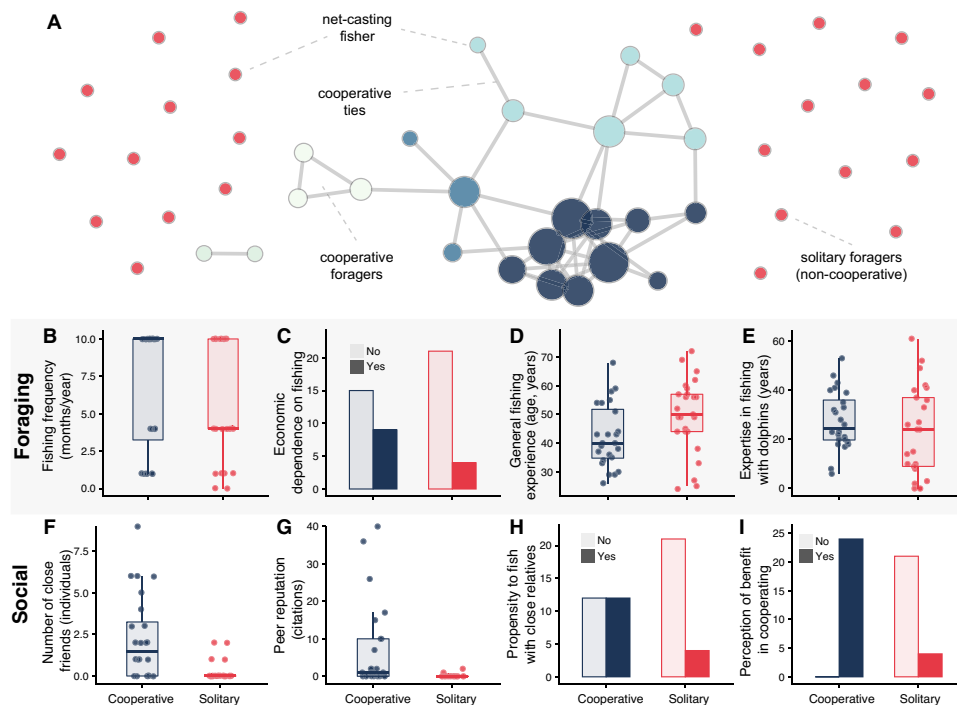 A
net-casting
fisher
cooperative
ties
cooperative
foragers
solitary foragers
(non-cooperative)
Foraging
B
Fishing frequency
(months/year)
10.0
7.5
5.0
2.5
0.0
C
Economic
dependence on fishing
No
Yes
20
15
10
5
0
D
General fishing
experience (age, years)
70
60
50
40
30
E
Expertise in fishing
with dolphins (years)
60
40
20
0
Social
F
Number of close
friends (individuals)
7.5
5.0
2.5
0.0
Cooperative
Solitary
G
Peer reputation
(citations)
40
30
20
10
0
Cooperative
Solitary
H
Propensity to fish
with close relatives
No
Yes
20
15
10
5
0
Cooperative
Solitary
I
Perception of benefit
in cooperating
No
Yes
25
20
15
10
5
0
Cooperative
Solitary